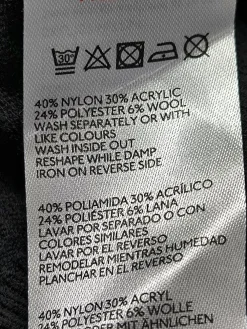 30°
40% NYLON 30% ACRYLIC
24% POLYESTER 6% WOOL
WASH SEPARATELY OR WITH
LIKE COLOURS
WASH INSIDE OUT
RESHAPE WHILE DAMP
IRON ON REVERSE SIDE
40% POLIAMIDA 30% ACRÍLICO
24% POLIÉSTER 6% LANA
LAVAR POR SEPARADO O CON
COLORES SIMILARES
LAVAR POR EL REVERSO
REMODELAR MIENTRAS HUMEDAD
PLANCHAR EN EL REVERSO
40% NYLON 30% ACRYL
24% POLYESTER 6% WOLLE
ODER MIT ÄHNLICHEN